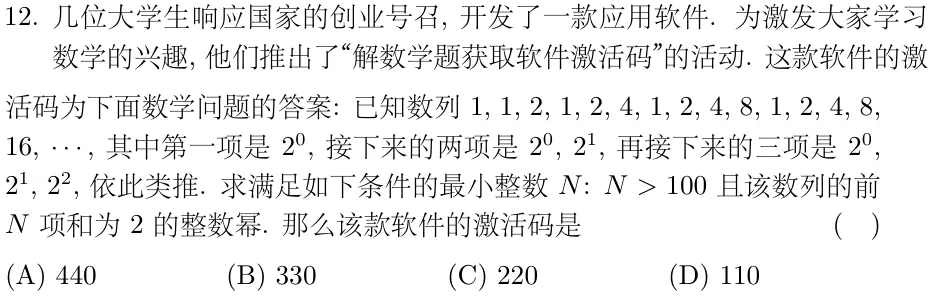 12. 几位大学生响应国家的创业号召, 开发了一款应用软件. 为激发大家学习
数学的兴趣, 他们推出了“解数学题获取软件激活码”的活动. 这款软件的激
活码为下面数学问题的答案: 已知数列 1, 1, 2, 1, 2, 4, 1, 2, 4, 8, 1, 2, 4, 8,
16, ⋯, 其中第一项是 2⁰, 接下来的两项是 2⁰, 2¹, 再接下来的三项是 2⁰,
2¹, 2², 依此类推. 求满足如下条件的最小整数 N: N > 100 且该数列的前
N 项和为 2 的整数幂. 那么该款软件的激活码是 ( )
(A) 440 (B) 330 (C) 220 (D) 110